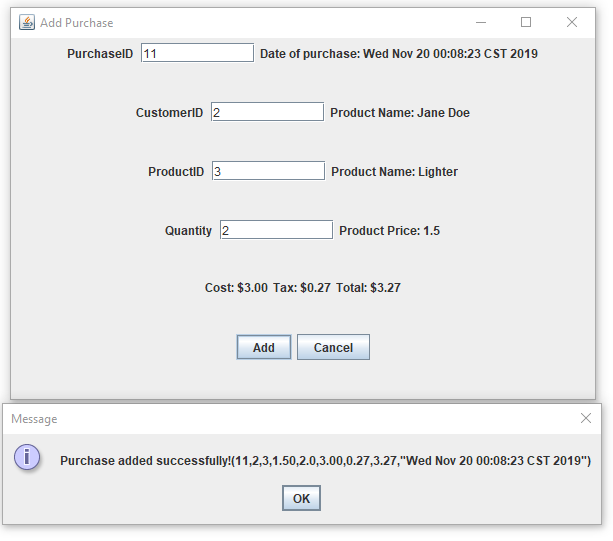 Add Purchase
PurchaseID 11 Date of purchase: Wed Nov 20 00:08:23 CST 2019
CustomerID 2 Product Name: Jane Doe
ProductID 3 Product Name: Lighter
Quantity 2 Product Price: 1.5
Cost: $3.00 Tax: $0.27 Total: $3.27
Add Cancel
Message
Purchase added successfully!(11,2,3,1.50,2.0,3.00,0.27,3.27,"Wed Nov 20 00:08:23 CST 2019")
OK